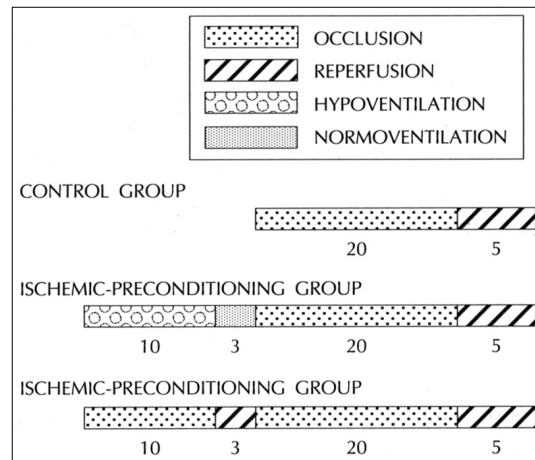 OCCLUSION
REPERFUSION
HYPOVENTILATION
NORMOVENTILATION
CONTROL GROUP
20 5
ISCHEMIC-PRECONDITIONING GROUP
10 3 20 5
ISCHEMIC-PRECONDITIONING GROUP
10 3 20 5